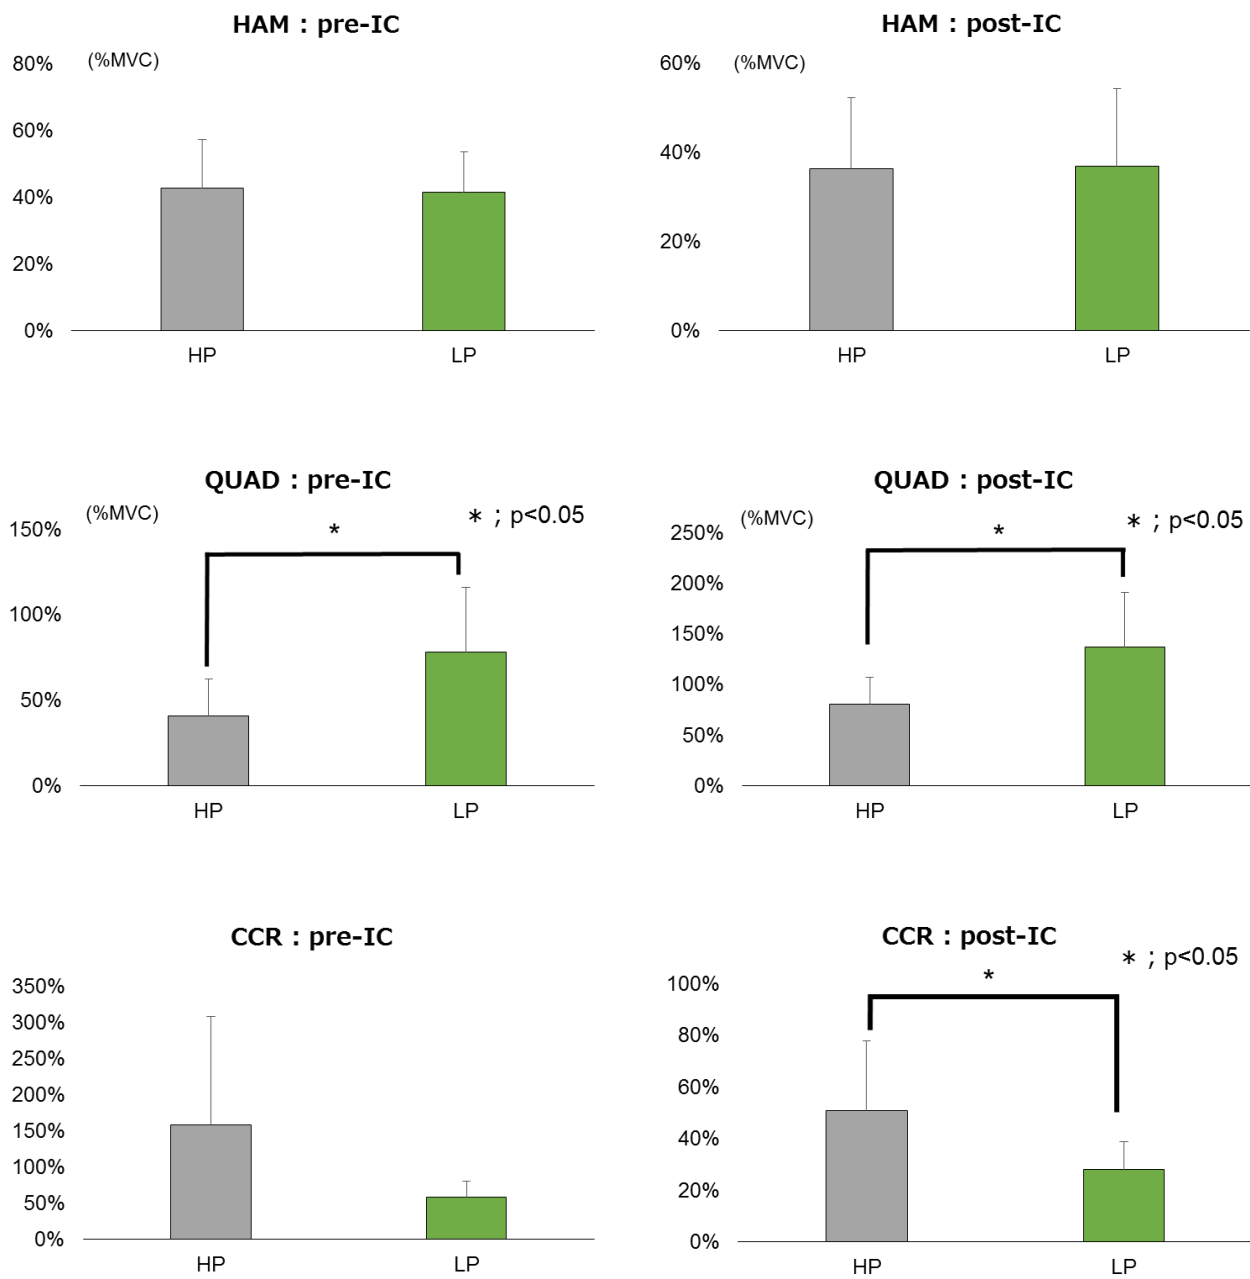 HAM : pre-IC
(%MVC)
80%
60%
40%
20%
0%
HP LP
HAM : post-IC
(%MVC)
60%
40%
20%
0%
HP LP
QUAD : pre-IC
(%MVC)
* ; p<0.05
*
150%
100%
50%
0%
HP LP
QUAD : post-IC
(%MVC)
* ; p<0.05
*
250%
200%
150%
100%
50%
0%
HP LP
CCR : pre-IC
350%
300%
250%
200%
150%
100%
50%
0%
HP LP
CCR : post-IC
* ; p<0.05
*
100%
80%
60%
40%
20%
0%
HP LP